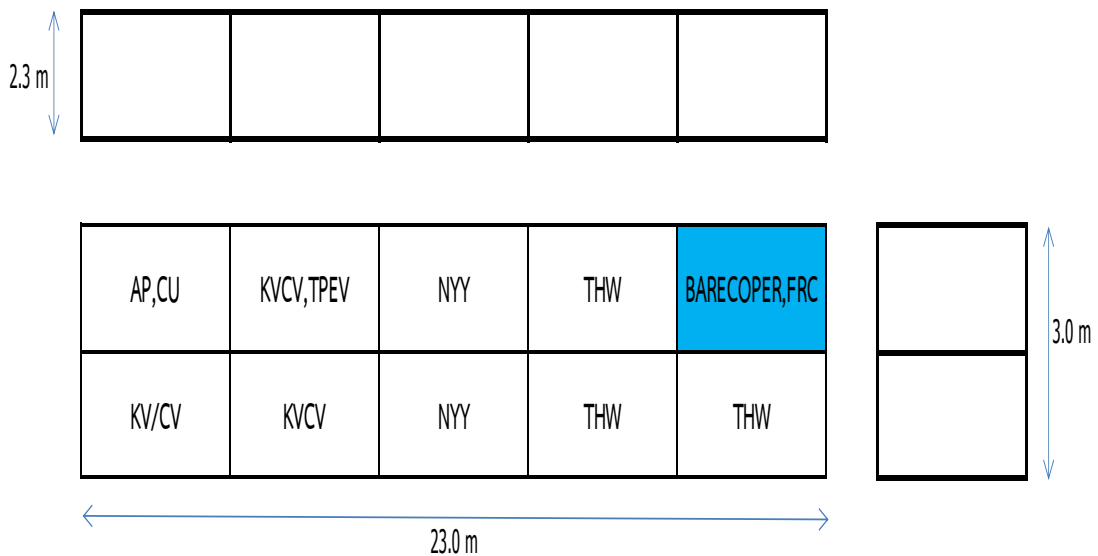 2.3 m
AP,CU
KVCV,TPEV
NYY
THW
BARECOPER,FRC
3.0 m
KV/CV
KVCV
NYY
THW
THW
23.0 m